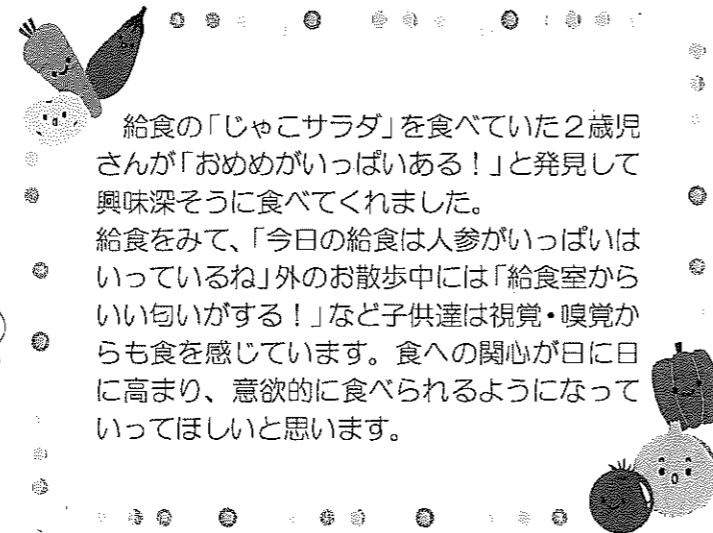 給食の「じゃこサラダ」を食べていた2歳児
さんが「おめめがいっぱいある！」と発見して
興味深そうに食べてくれました。
給食をみて、「今日の給食は人参がいっぱいは
いっているね」外のお散歩中には「給食室から
いい匂いがする！」など子供達は視覚・嗅覚か
らも食を感じています。食への関心が日に日
に高まり、意欲的に食べられるようになって
いってほしいと思います。